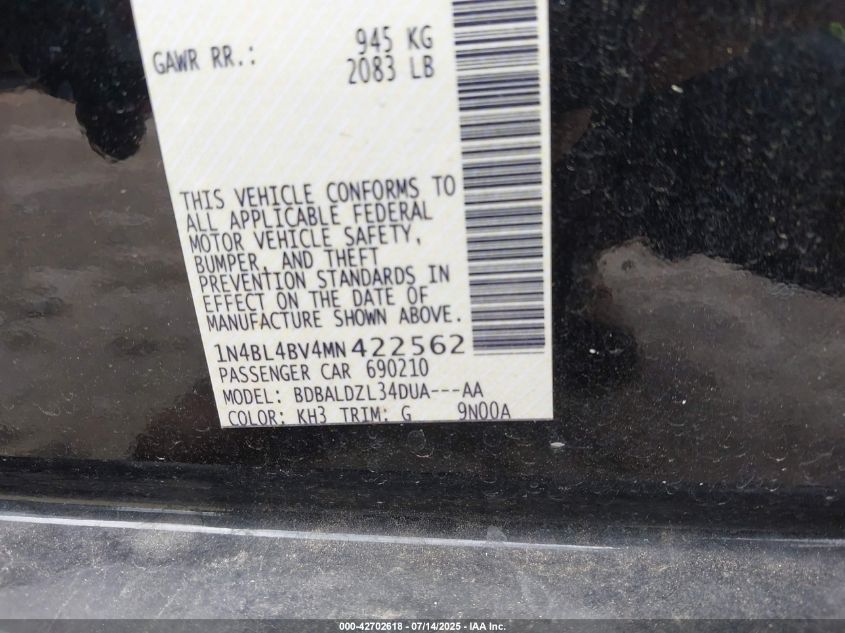 GAWR RR.: 945 KG
2083 LB
THIS VEHICLE CONFORMS TO
ALL APPLICABLE FEDERAL
MOTOR VEHICLE SAFETY,
BUMPER, AND THEFT
PREVENTION STANDARDS IN
EFFECT ON THE DATE OF
MANUFACTURE SHOWN ABOVE.
1N4BL4BV4MN422562
PASSENGER CAR 690210
MODEL: BDBALDZL34DUA---AA
COLOR: KH3 TRIM: G 9N00A
000-42702618 - 07/14/2025 - IAA Inc.